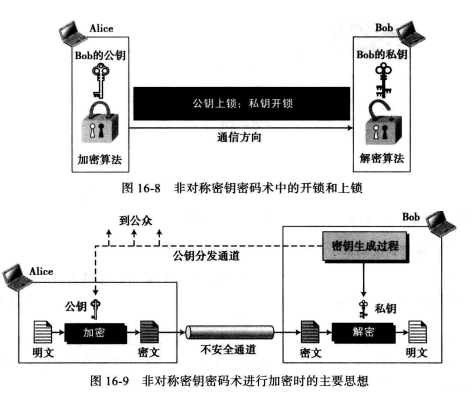 Alice
Bob
Bob的公钥
Bob的私钥
公钥上锁；私钥开锁
通信方向
加密算法
解密算法
图 16-8 非对称密钥密码术中的开锁和上锁
到公众
Bob
公钥分发通道
密钥生成过程
Alice
公钥
私钥
加密
解密
明文
密文
不安全通道
密文
明文
图 16-9 非对称密钥密码术进行加密时的主要思想